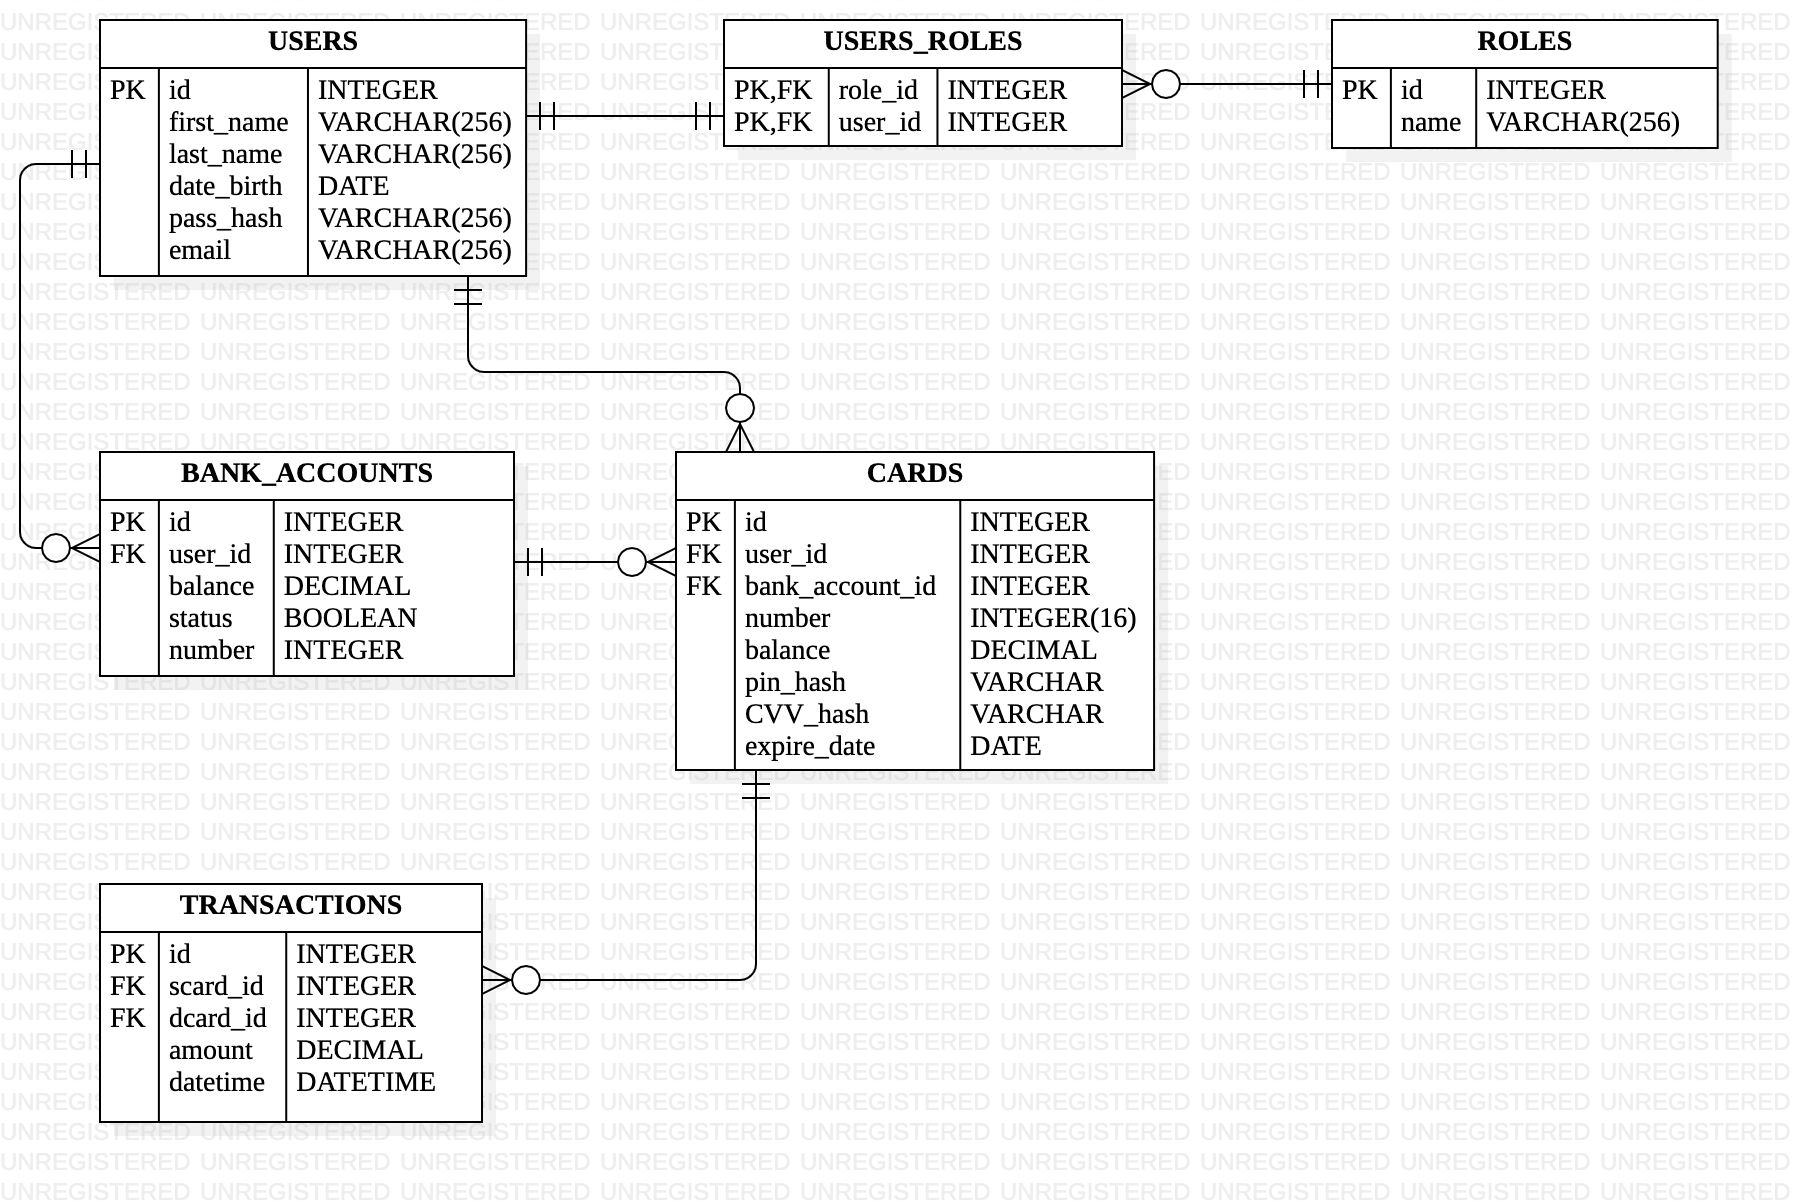 USERS
PK id INTEGER
first_name VARCHAR(256)
last_name VARCHAR(256)
date_birth DATE
pass_hash VARCHAR(256)
email VARCHAR(256)
USERS_ROLES
PK,FK role_id INTEGER
PK,FK user_id INTEGER
ROLES
PK id INTEGER
name VARCHAR(256)
BANK_ACCOUNTS
PK id INTEGER
FK user_id INTEGER
balance DECIMAL
status BOOLEAN
number INTEGER
CARDS
PK id INTEGER
FK user_id INTEGER
FK bank_account_id INTEGER
number INTEGER(16)
balance DECIMAL
pin_hash VARCHAR
CVV_hash VARCHAR
expire_date DATE
TRANSACTIONS
PK id INTEGER
FK scard_id INTEGER
FK dcard_id INTEGER
amount DECIMAL
datetime DATETIME
UNREGISTERED